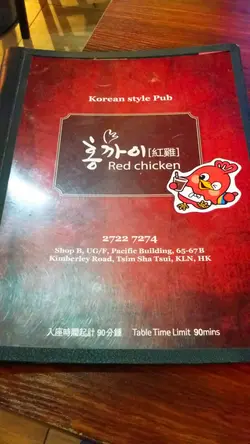 Korean style Pub
홍까이 [紅雞]
Red chicken
2722 7274
Shop B, UG/F, Pacific Building, 65-67B
Kimberley Road, Tsim Sha Tsui, KLN, HK
入座時間起計 90分鐘 Table Time Limit 90mins